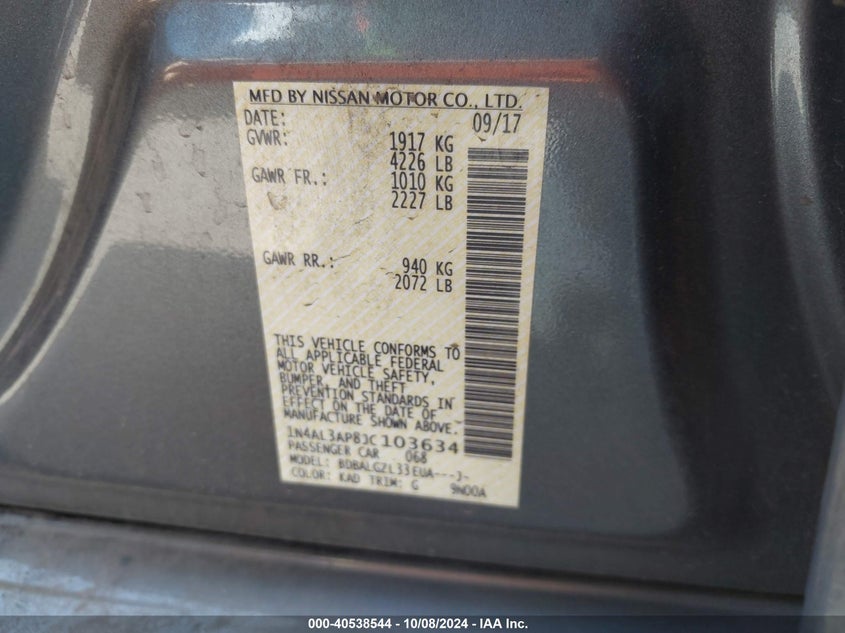 MFD BY NISSAN MOTOR CO., LTD.
DATE: 09/17
GVWR: 1917 KG
4226 LB
GAWR FR.: 1010 KG
2227 LB
GAWR RR.: 940 KG
2072 LB
THIS VEHICLE CONFORMS TO
ALL APPLICABLE FEDERAL
MOTOR VEHICLE SAFETY,
BUMPER, AND THEFT
PREVENTION STANDARDS IN
EFFECT ON THE DATE OF
MANUFACTURE SHOWN ABOVE.
1N4AL3AP8JC103634
PASSENGER CAR 068
MODEL: BDBALGZL33EUA---J-
COLOR: KAD TRIM: G 9N00A
000-40538544 - 10/08/2024 - IAA Inc.